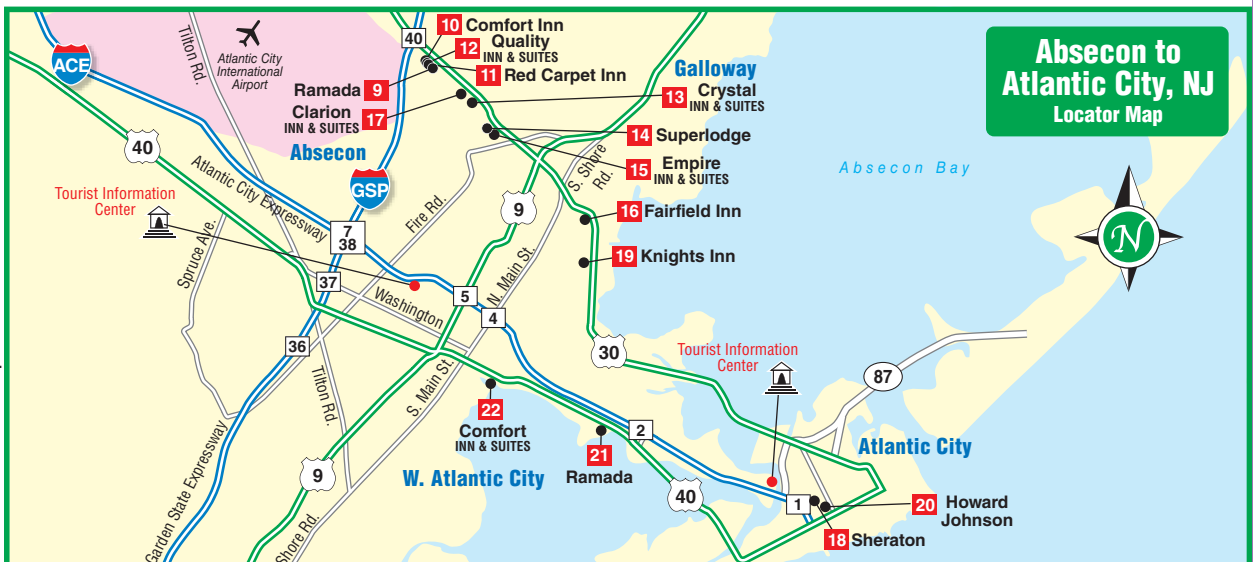 Absecon to
Atlantic City, NJ
Locator Map
ACE
Tilton Rd.
Atlantic City
International
Airport
40
10 Comfort Inn
12 Quality
INN & SUITES
11 Red Carpet Inn
Ramada 9
Clarion 17
INN & SUITES
Galloway
13 Crystal
INN & SUITES
14 Superlodge
15 Empire
INN & SUITES
16 Fairfield Inn
19 Knights Inn
Absecon
GSP
40
Atlantic City Expressway
Tourist Information
Center
Spruce Ave.
Fire Rd.
9
S. Shore
Rd.
Absecon Bay
N
7
38
37
Washington
5
4
N. Main St.
36
Tilton Rd.
S. Main St.
30
Tourist Information
Center
87
22
Comfort
INN & SUITES
2
21
Ramada
W. Atlantic City
Atlantic City
9
40
1
20 Howard
Johnson
18 Sheraton
Garden State Expressway
Shore Rd.